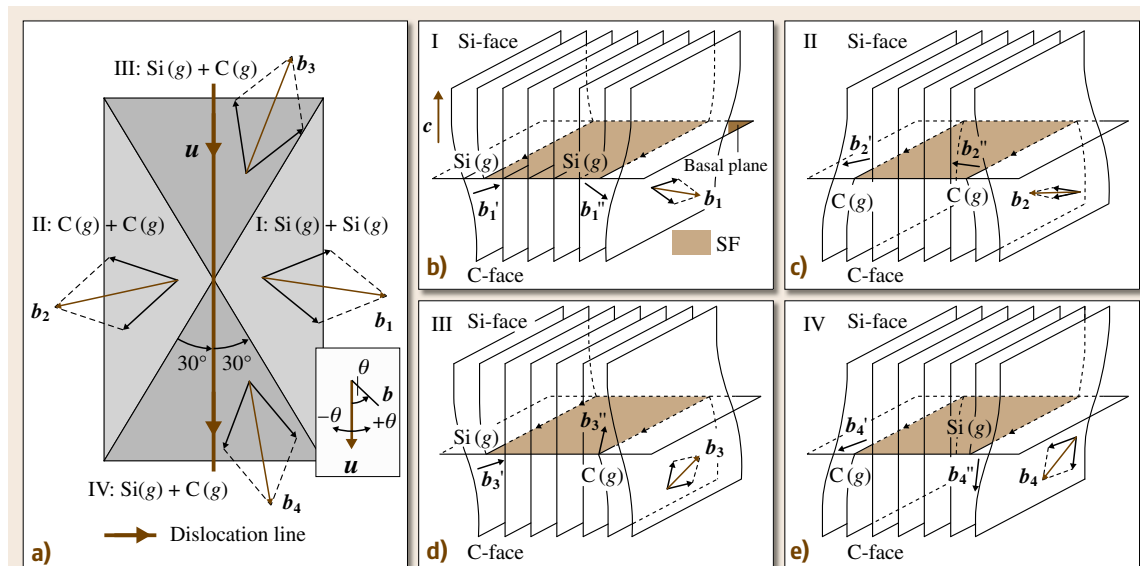 III: Si(g) + C(g)
b3
u
II: C(g) + C(g)
I: Si(g) + Si(g)
b2
b1
30°
30°
θ
b
−θ
+θ
u
IV: Si(g) + C(g)
b4
Dislocation line
a)
I
Si-face
c
Si(g)
Si(g)
Basal plane
b1'
b1''
b1
SF
C-face
b)
II
Si-face
b2'
b2''
C(g)
b2
C(g)
C-face
c)
III
Si-face
b3''
Si(g)
b3
b3'
C(g)
C-face
d)
IV
Si-face
b4'
Si(g)
C(g)
b4''
b4
C-face
e)